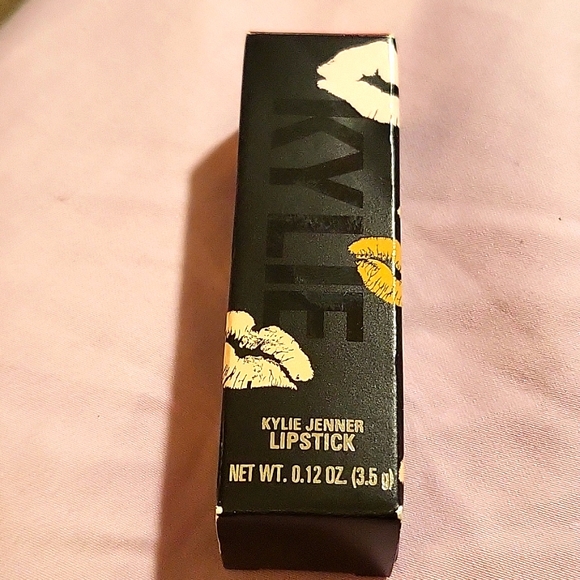 KYLIE
KYLIE JENNER
LIPSTICK
NET WT. 0.12 OZ. (3.5 g)